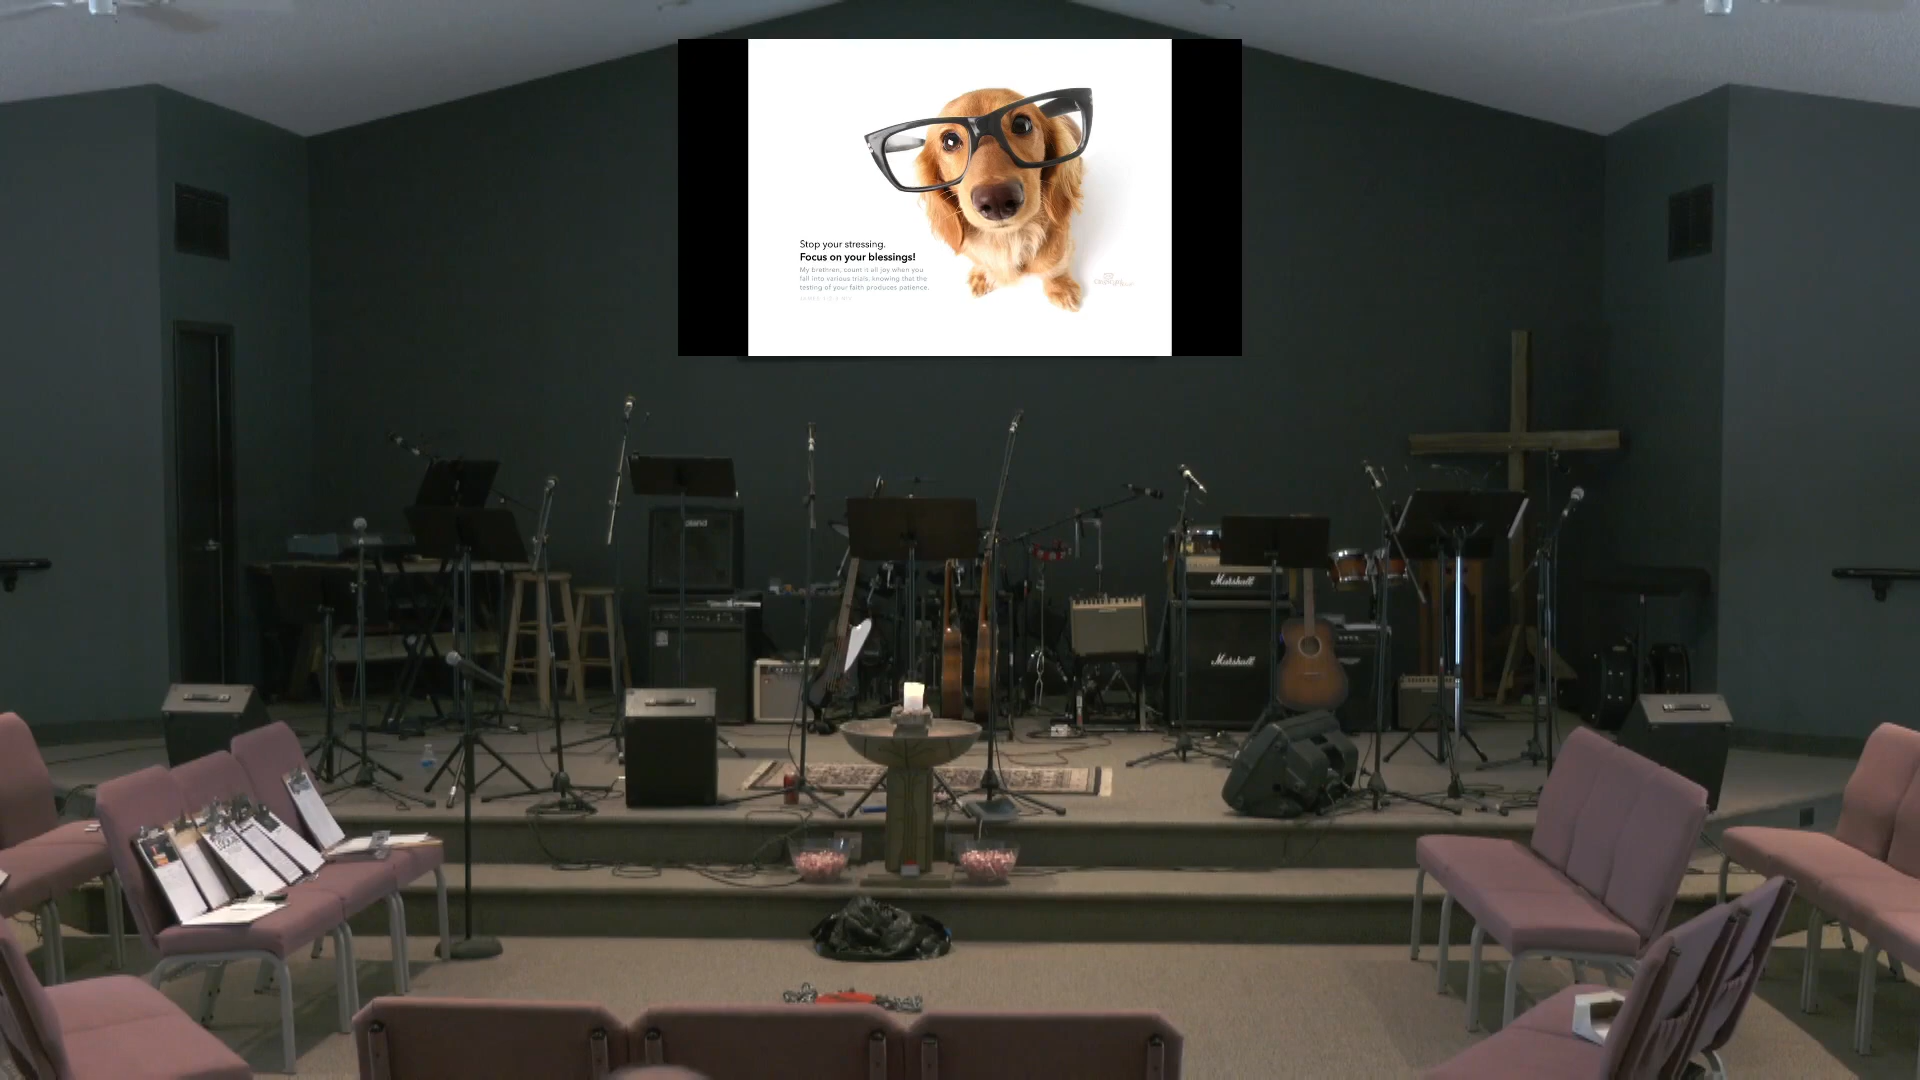 Stop your stressing.
Focus on your blessings!
My brethren, count it all joy when you
fall into various trials, knowing that the
testing of your faith produces patience.
Roland
Marshall
Marshall